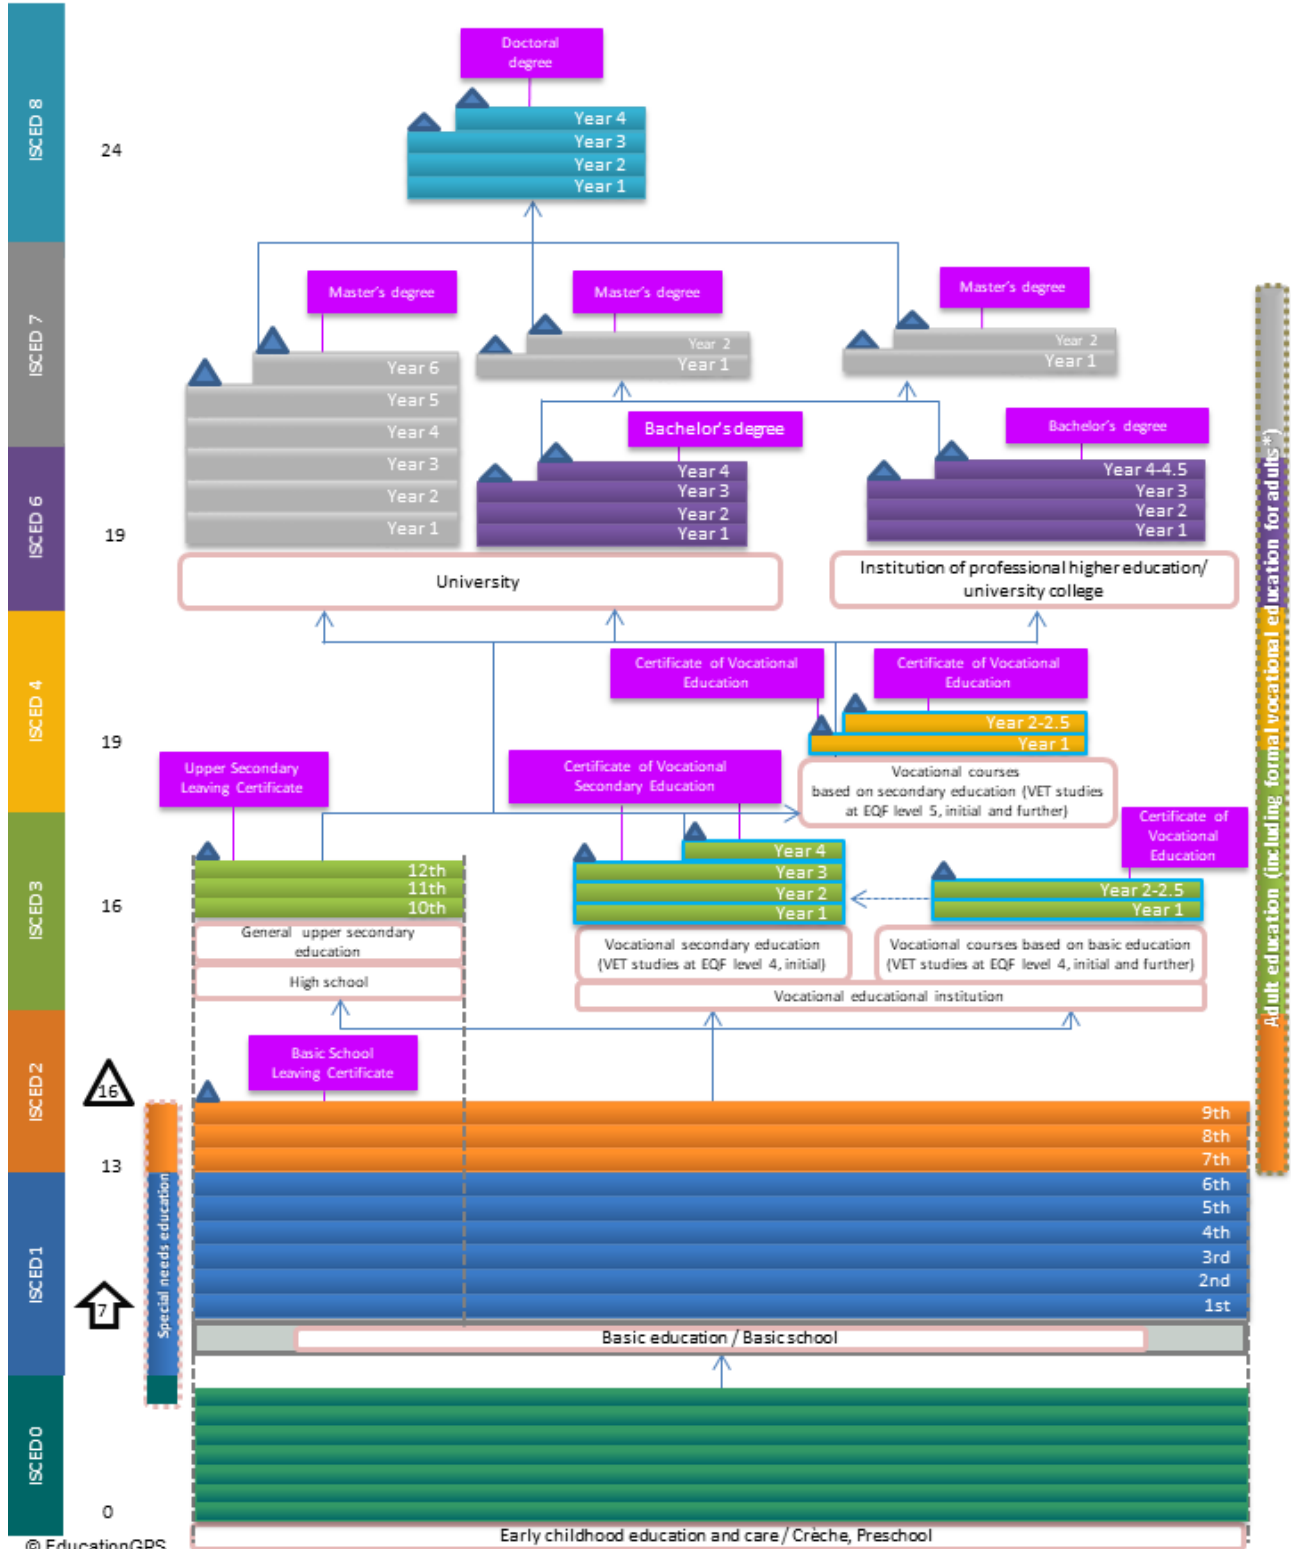 ISCED 8
24
Doctoral
degree
Year 4
Year 3
Year 2
Year 1
ISCED 7
Master's degree
Year 6
Year 5
Year 4
Year 3
Year 2
Year 1
Master's degree
Year 2
Year 1
Master's degree
Year 2
Year 1
ISCED 6
19
Bachelor's degree
Year 4
Year 3
Year 2
Year 1
Bachelor's degree
Year 4-4.5
Year 3
Year 2
Year 1
University
Institution of professional higher education/
university college
ISCED 4
19
Certificate of Vocational
Education
Certificate of Vocational
Education
Year 2-2.5
Year 1
Vocational courses
based on secondary education (VET studies
at EQF level 5, initial and further)
ISCED 3
16
Upper Secondary
Leaving Certificate
12th
11th
10th
General upper secondary
education
High school
Certificate of Vocational
Secondary Education
Year 4
Year 3
Year 2
Year 1
Vocational secondary education
(VET studies at EQF level 4, initial)
Certificate of
Vocational
Education
Year 2-2.5
Year 1
Vocational courses based on basic education
(VET studies at EQF level 4, initial and further)
Vocational educational institution
ISCED 2
16
13
Basic School
Leaving Certificate
9th
8th
7th
ISCED 1
7
Special needs education
6th
5th
4th
3rd
2nd
1st
Basic education / Basic school
ISCED 0
0
Early childhood education and care / Crèche, Preschool
Adult education (including formal vocational education for adults*)
© EducationGPS